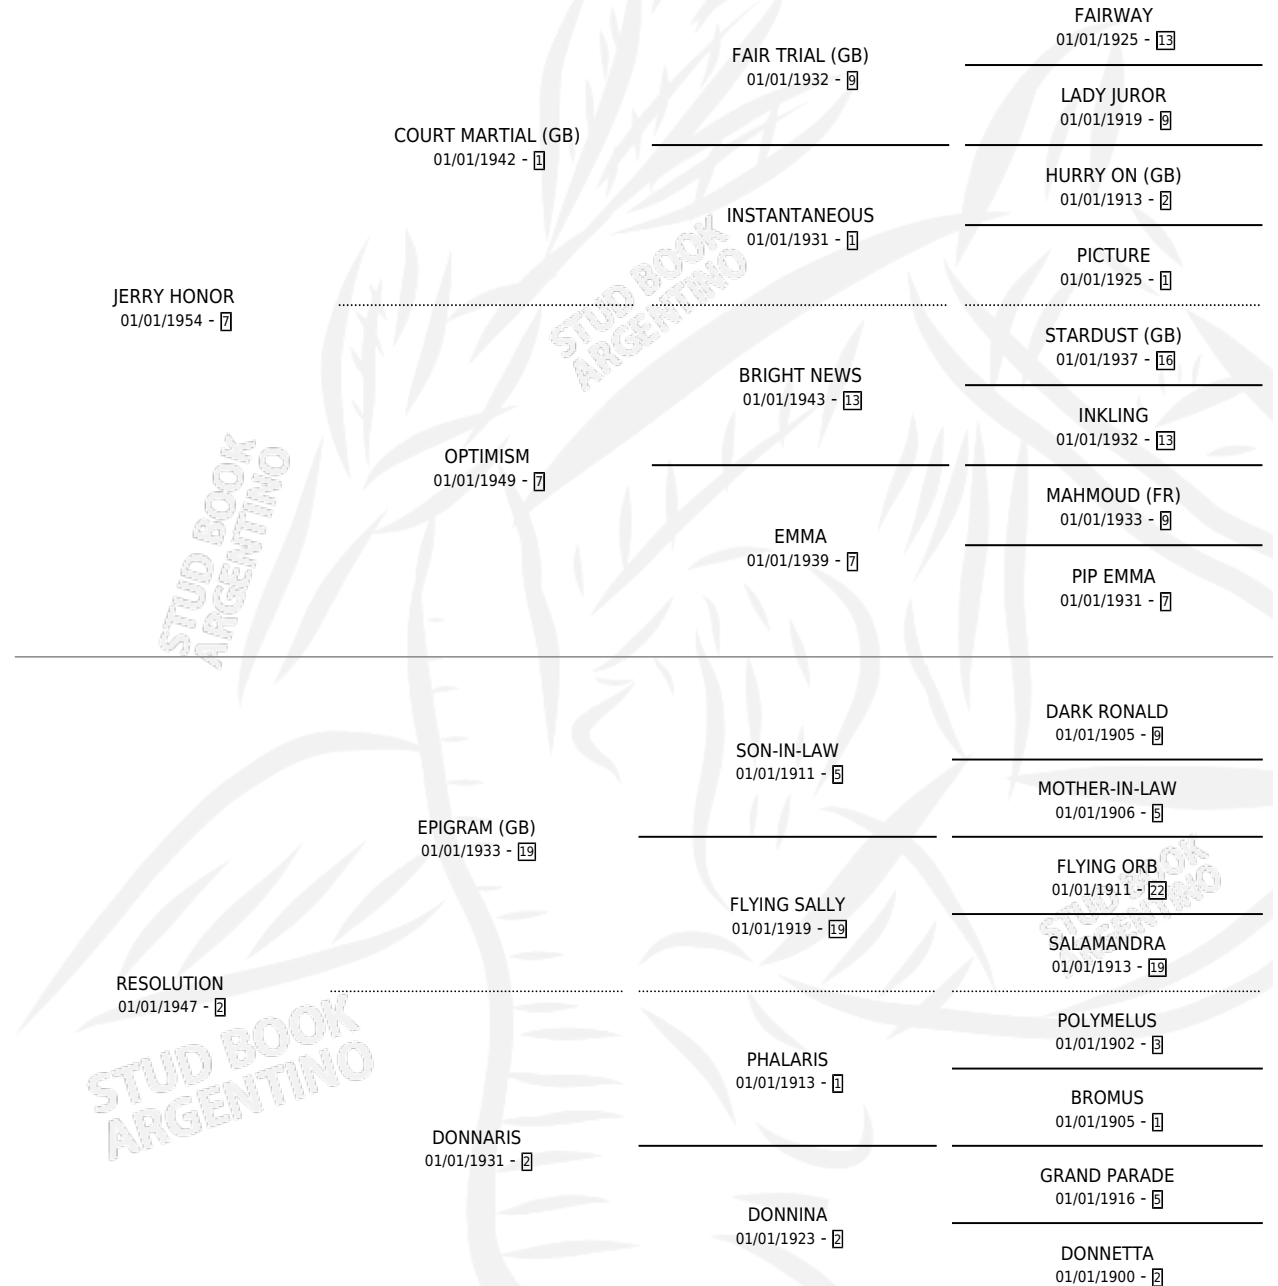 FAIRWAY
01/01/1925 - 13
FAIR TRIAL (GB)
01/01/1932 - 9
LADY JUROR
01/01/1919 - 9
COURT MARTIAL (GB)
01/01/1942 - 1
HURRY ON (GB)
01/01/1913 - 2
INSTANTANEOUS
01/01/1931 - 1
PICTURE
01/01/1925 - 1
JERRY HONOR
01/01/1954 - 7
STUD BOOK
ARGENTINO
STARDUST (GB)
01/01/1937 - 16
BRIGHT NEWS
01/01/1943 - 13
INKLING
01/01/1932 - 13
OPTIMISM
01/01/1949 - 7
MAHMOUD (FR)
01/01/1933 - 9
EMMA
01/01/1939 - 7
PIP EMMA
01/01/1931 - 7
STUD BOOK
ARGENTINO
DARK RONALD
01/01/1905 - 9
SON-IN-LAW
01/01/1911 - 5
MOTHER-IN-LAW
01/01/1906 - 5
EPIGRAM (GB)
01/01/1933 - 19
FLYING ORB
01/01/1911 - 22
FLYING SALLY
01/01/1919 - 19
SALAMANDRA
01/01/1913 - 19
STUD BOOK
ARGENTINO
RESOLUTION
01/01/1947 - 2
POLYMELUS
01/01/1902 - 3
PHALARIS
01/01/1913 - 1
BROMUS
01/01/1905 - 1
STUD BOOK
ARGENTINO
DONNARIS
01/01/1931 - 2
GRAND PARADE
01/01/1916 - 5
DONNINA
01/01/1923 - 2
DONNETTA
01/01/1900 - 2